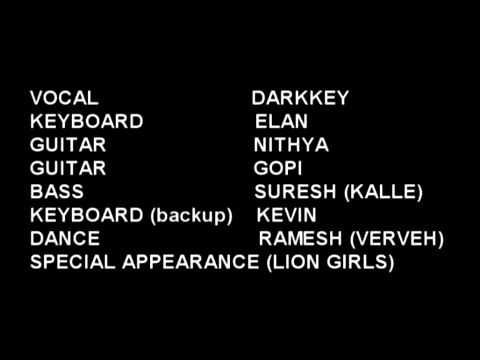 VOCAL DARKKEY
KEYBOARD ELAN
GUITAR NITHYA
GUITAR GOPI
BASS SURESH (KALLE)
KEYBOARD (backup) KEVIN
DANCE RAMESH (VERVEH)
SPECIAL APPEARANCE (LION GIRLS)